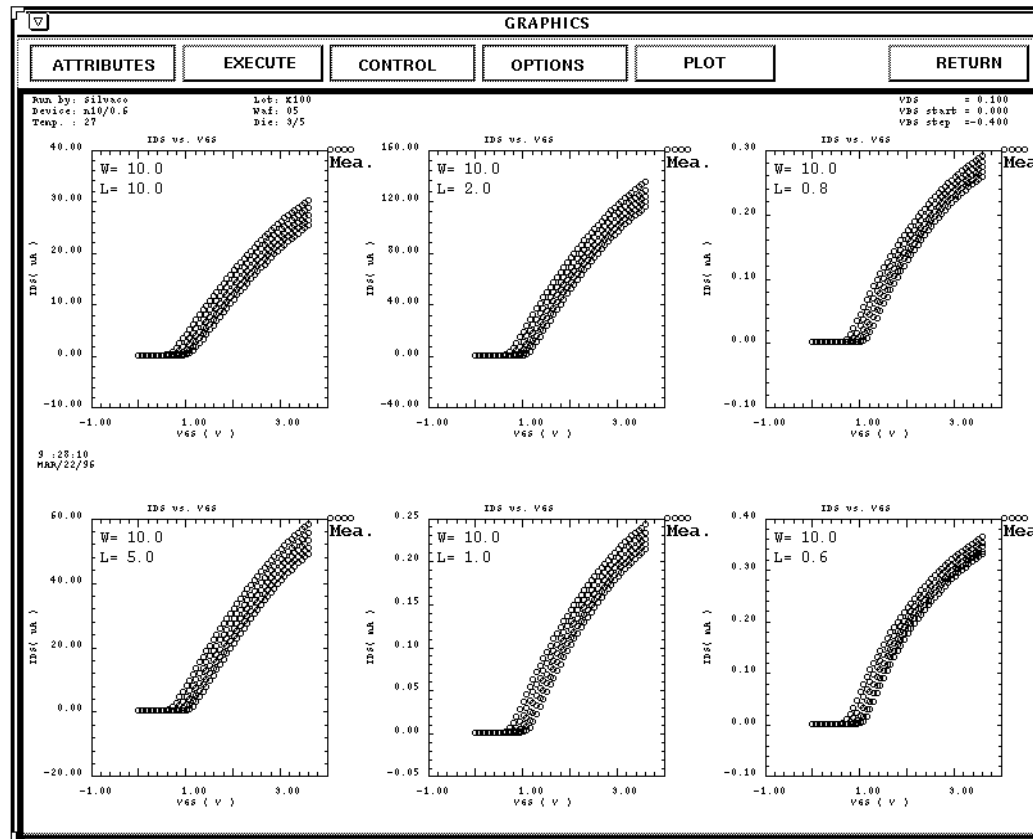 GRAPHICS
ATTRIBUTES EXECUTE CONTROL OPTIONS PLOT RETURN
Run by: Silvaco Lot: K100 VDS = 0.100
Device: n10/0.6 Waf: 05 VBS start = 0.000
Temp. : 27 Die: 3/5 VBS step =-0.400
IDS vs. VGS
40.00
30.00
20.00
10.00
0.00
-10.00
IDS( uA )
W= 10.0
L= 10.0
Mea.
-1.00 1.00 3.00
VGS ( V )
IDS vs. VGS
160.00
120.00
80.00
40.00
0.00
-40.00
IDS( uA )
W= 10.0
L= 2.0
Mea.
-1.00 1.00 3.00
VGS ( V )
IDS vs. VGS
0.30
0.20
0.10
0.00
-0.10
IDS( mA )
W= 10.0
L= 0.8
Mea
-1.00 1.00 3.00
VGS ( V )
9 :28:10
MAR/22/96
IDS vs. VGS
60.00
40.00
20.00
0.00
-20.00
IDS( uA )
W= 10.0
L= 5.0
Mea.
-1.00 1.00 3.00
VGS ( V )
IDS vs. VGS
0.25
0.20
0.15
0.10
0.05
0.00
-0.05
IDS( mA )
W= 10.0
L= 1.0
Mea.
-1.00 1.00 3.00
VGS ( V )
IDS vs. VGS
0.40
0.30
0.20
0.10
0.00
-0.10
IDS( mA )
W= 10.0
L= 0.6
Mea
-1.00 1.00 3.00
VGS ( V )